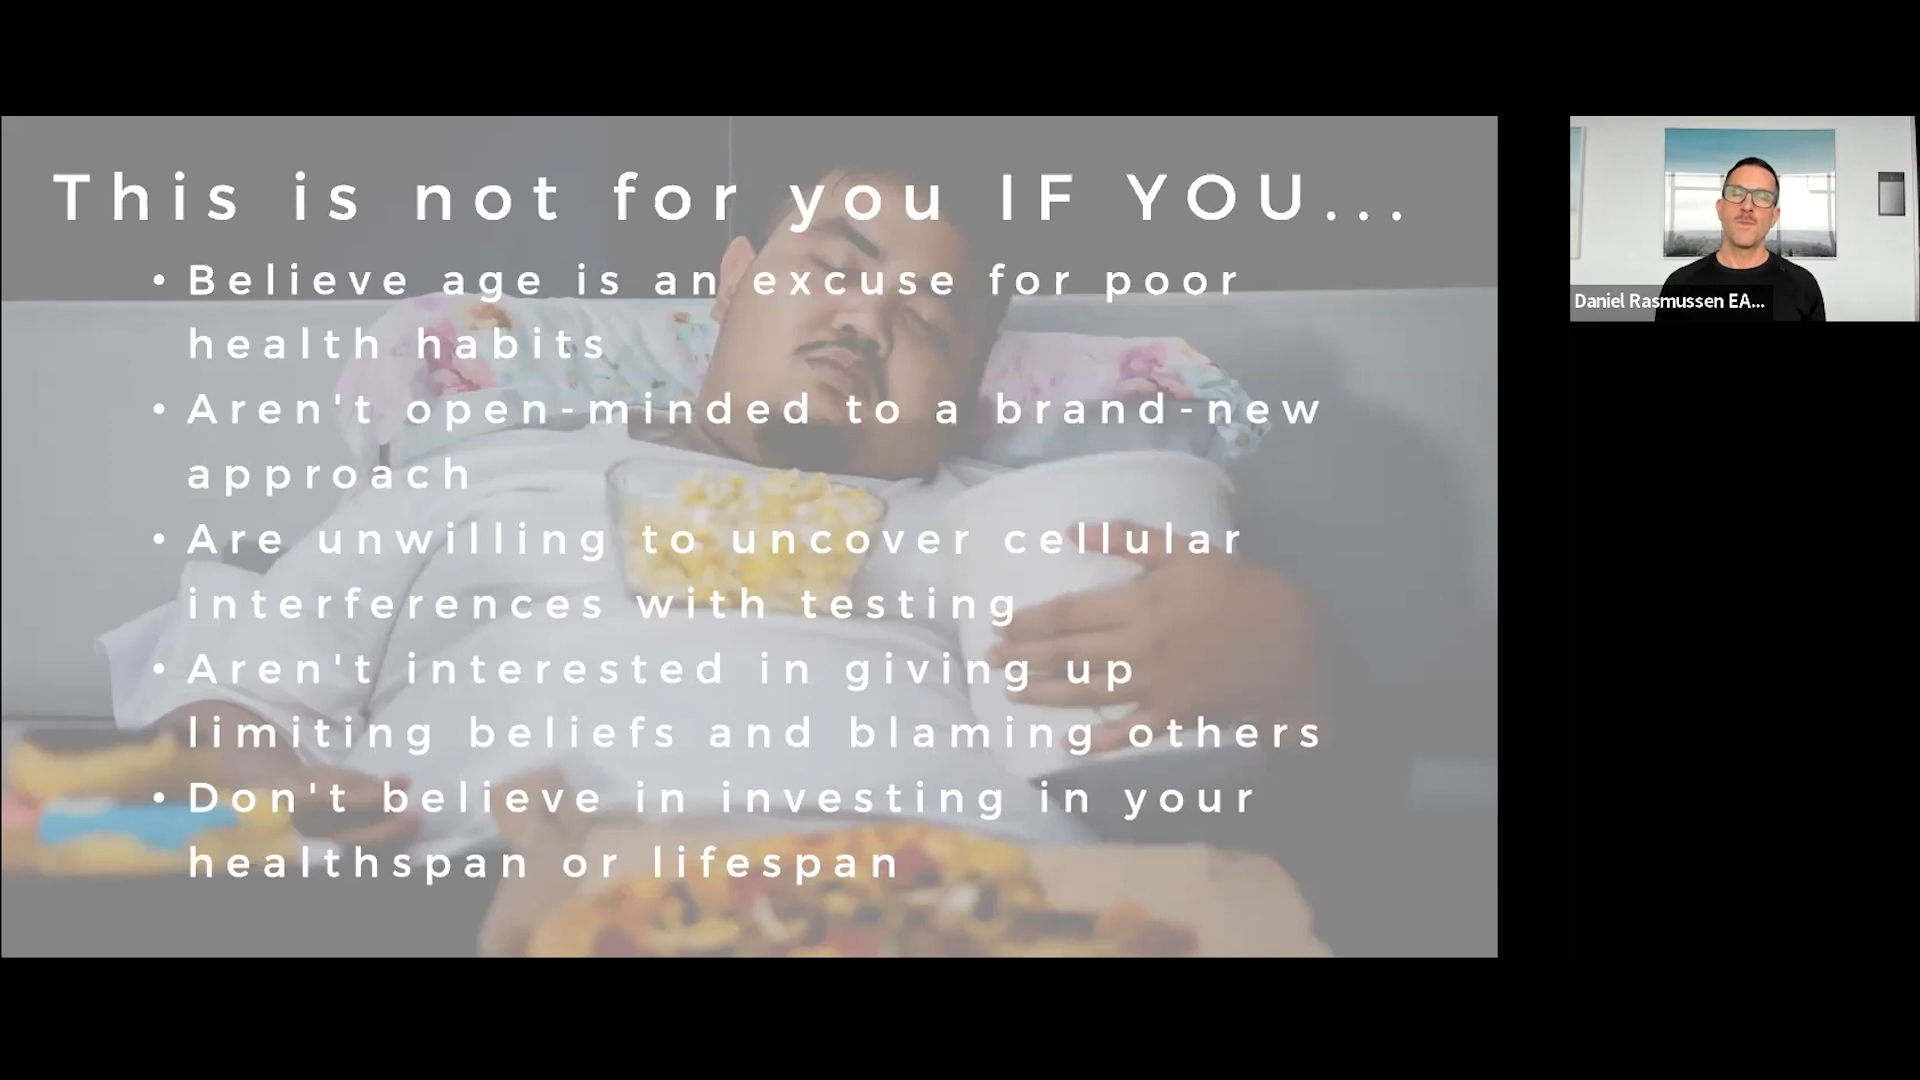 This is not for you IF YOU...
• Believe age is an excuse for poor
health habits
• Aren't open-minded to a brand-new
approach
• Are unwilling to uncover cellular
interferences with testing
• Aren't interested in giving up
limiting beliefs and blaming others
• Don't believe in investing in your
healthspan or lifespan
Daniel Rasmussen EA...